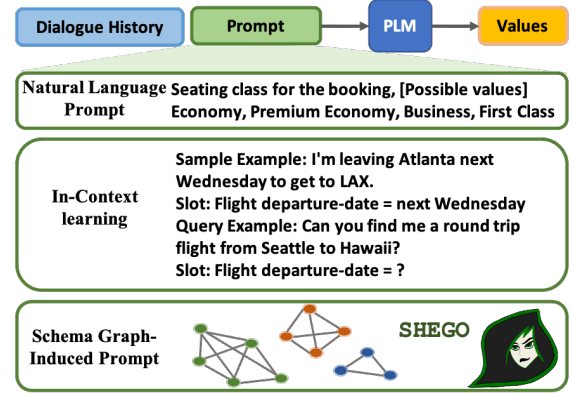 Dialogue History
Prompt
PLM
Values
Natural Language
Prompt
Seating class for the booking, [Possible values]
Economy, Premium Economy, Business, First Class
In-Context
learning
Sample Example: I'm leaving Atlanta next
Wednesday to get to LAX.
Slot: Flight departure-date = next Wednesday
Query Example: Can you find me a round trip
flight from Seattle to Hawaii?
Slot: Flight departure-date = ?
Schema Graph-
Induced Prompt
SHEGO